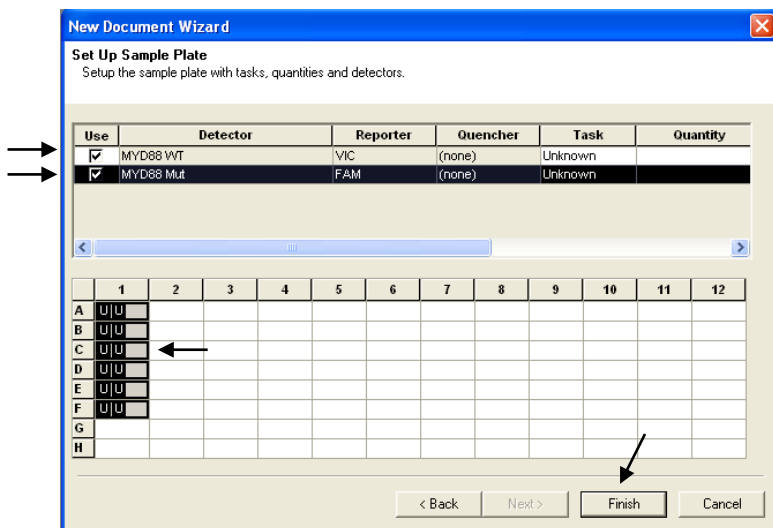 New Document Wizard
Set Up Sample Plate
Setup the sample plate with tasks, quantities and detectors.
Use Detector Reporter Quencher Task Quantity
MYD88 WT VIC (none) Unknown
MYD88 Mut FAM (none) Unknown
1 2 3 4 5 6 7 8 9 10 11 12
A U U
B U U
C U U
D U U
E U U
F U U
G
H
< Back Next > Finish Cancel